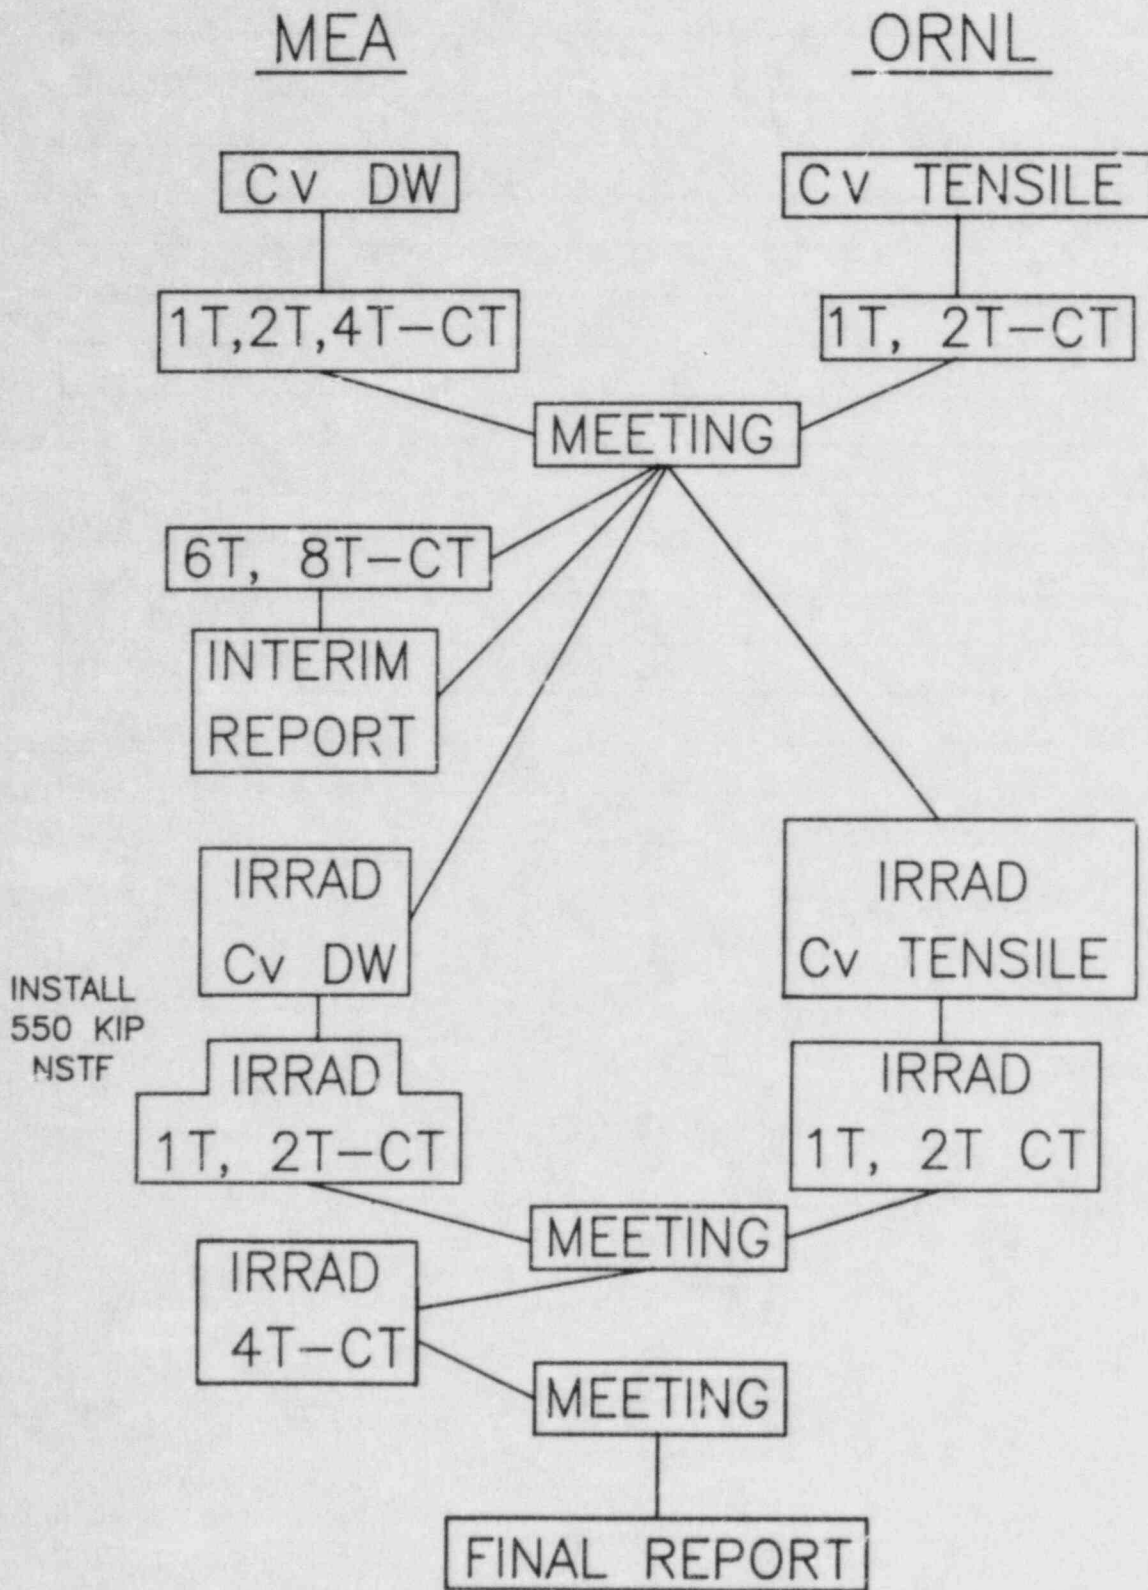 MEA
ORNL
Cv DW
Cv TENSILE
1T,2T,4T-CT
1T, 2T-CT
MEETING
6T, 8T-CT
INTERIM
REPORT
IRRAD
Cv DW
IRRAD
Cv TENSILE
INSTALL
550 KIP
NSTF
IRRAD
1T, 2T-CT
IRRAD
1T, 2T CT
MEETING
IRRAD
4T-CT
MEETING
FINAL REPORT